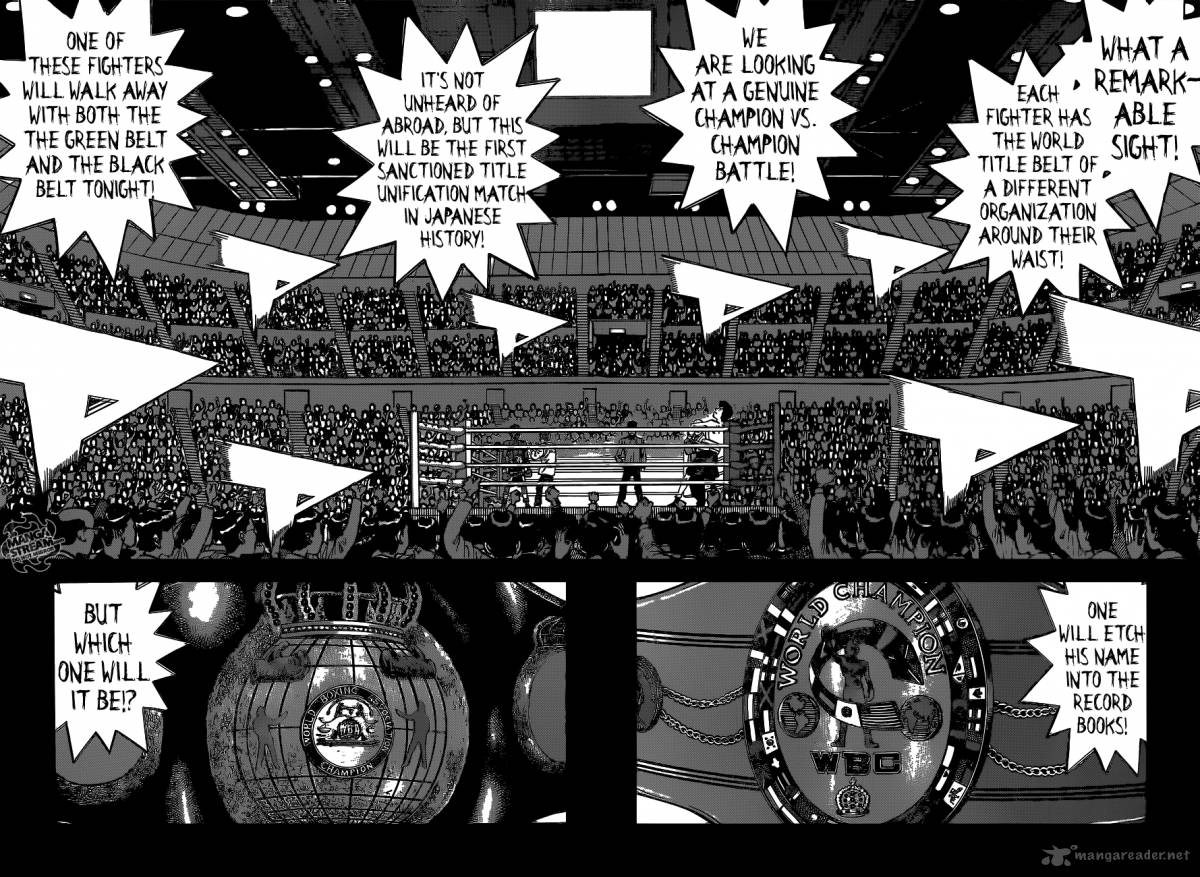 WHAT A
REMARK-
ABLE
SIGHT!
EACH
FIGHTER HAS
THE WORLD
TITLE BELT OF
A DIFFERENT
ORGANIZATION
AROUND THEIR
WAIST!
WE
ARE LOOKING
AT A GENUINE
CHAMPION VS.
CHAMPION
BATTLE!
IT'S NOT
UNHEARD OF
ABROAD, BUT THIS
WILL BE THE FIRST
SANCTIONED TITLE
UNIFICATION MATCH
IN JAPANESE
HISTORY!
ONE OF
THESE FIGHTERS
WILL WALK AWAY
WITH BOTH THE
THE GREEN BELT
AND THE BLACK
BELT TONIGHT!
MANGA
STREAM
ONE
WILL ETCH
HIS NAME
INTO THE
RECORD
BOOKS!
WORLD CHAMPION
WBC
BUT
WHICH
ONE WILL
IT BE!?
WORLD BOXING ASSOCIATION
CHAMPION
mangareader.net